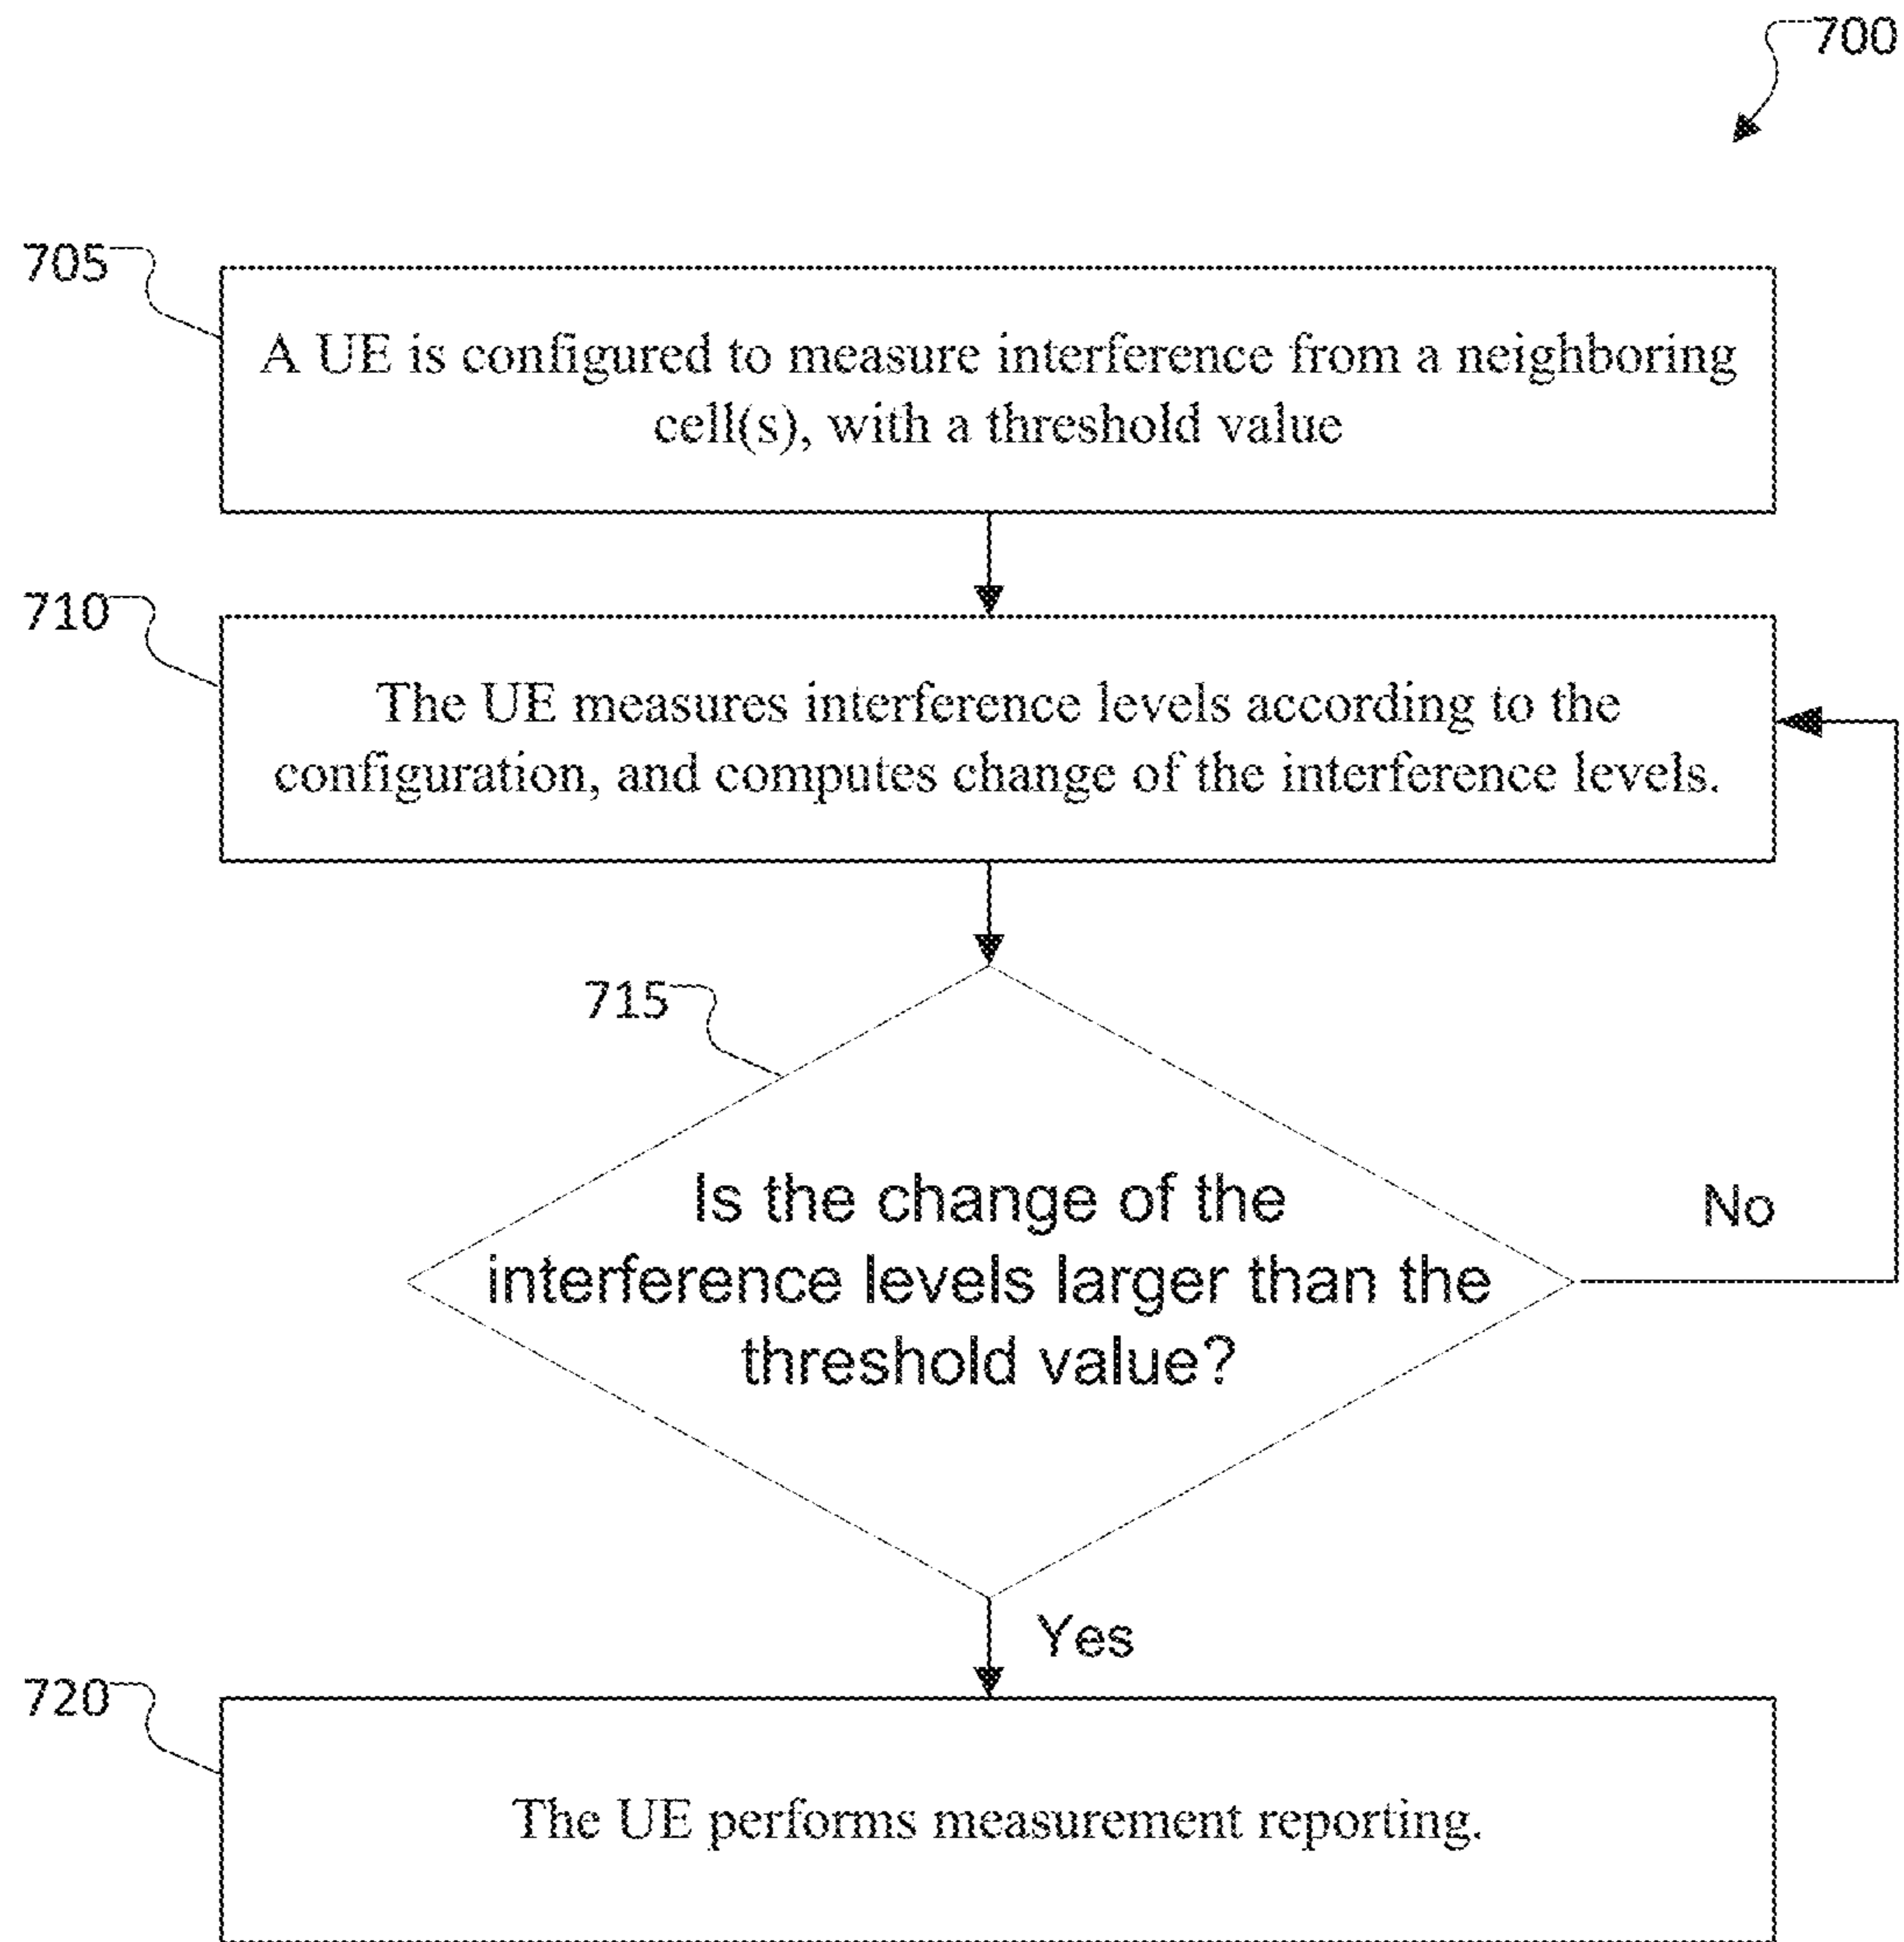 700
705
A UE is configured to measure interference from a neighboring
cell(s), with a threshold value
710
The UE measures interference levels according to the
configuration, and computes change of the interference levels.
715
Is the change of the
interference levels larger than the
threshold value?
No
Yes
720
The UE performs measurement reporting.